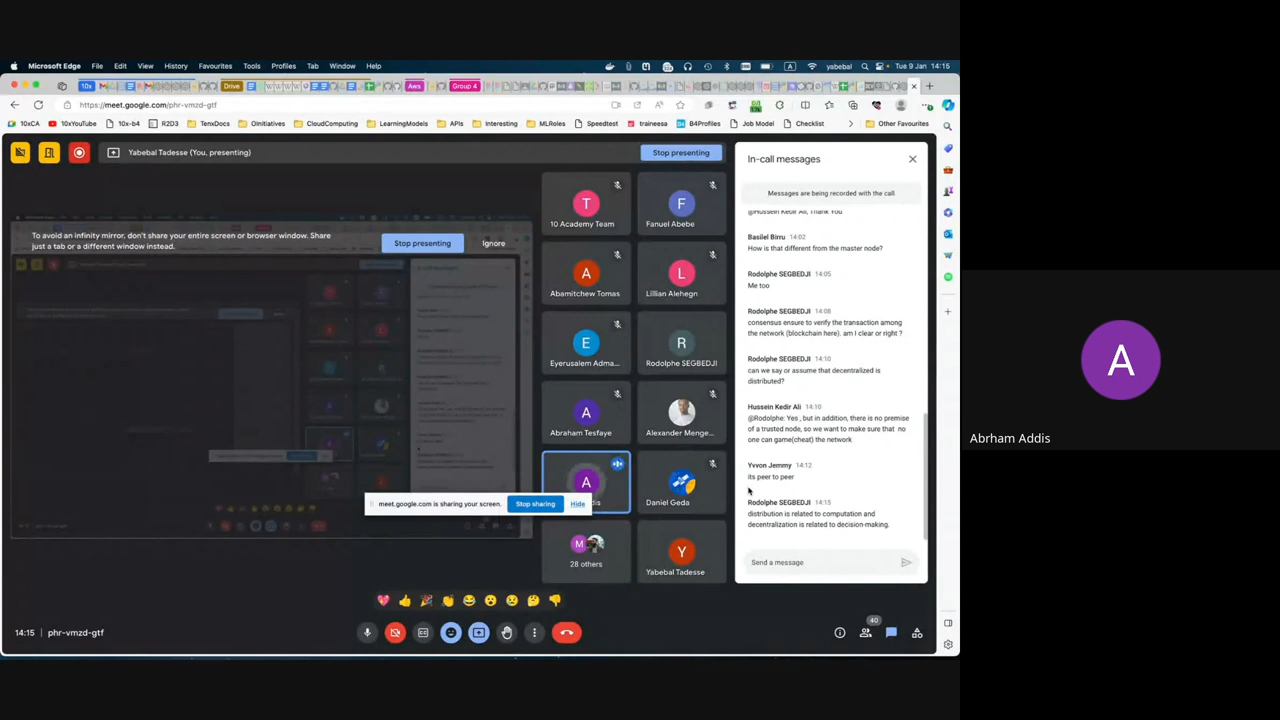 Microsoft Edge File Edit View History Favourites Tools Profiles Tab Window Help yabebal Tue 9 Jan 14:15
10x Drive Aws Group 4
https://meet.google.com/phr-vmzd-gtf
10xCA 10xYouTube 10x-b4 R2D3 TenxDocs OInitiatives CloudComputing LearningModels APIs Interesting MLRoles Speedtest traineesa B4Profiles Job Model Checklist Other Favourites
Yabebal Tadesse (You, presenting)
Stop presenting
To avoid an infinity mirror, don't share your entire screen or browser window. Share
just a tab or a different window instead.
Stop presenting
Ignore
meet.google.com is sharing your screen.
Stop sharing
Hide
T
10 Academy Team
F
Fanuel Abebe
A
Abamitchew Tomas
L
Lillian Alehegn
E
Eyerusalem Adma...
R
Rodolphe SEGBEDJI
A
Abraham Tesfaye
Alexander Menge...
A
Daniel Geda
M
28 others
Y
Yabebal Tadesse
In-call messages
Messages are being recorded with the call
@Hussein Kedir Ali, Thank You
Basilel Birru 14:02
How is that different from the master node?
Rodolphe SEGBEDJI 14:05
Me too
Rodolphe SEGBEDJI 14:08
consensus ensure to verify the transaction among
the network (blockchain here). am I clear or right ?
Rodolphe SEGBEDJI 14:10
can we say or assume that decentralized is
distributed?
Hussein Kedir Ali 14:10
@Rodolphe: Yes , but in addition, there is no premise
of a trusted node, so we want to make sure that no
one can game(cheat) the network
Yvvon Jemmy 14:12
its peer to peer
Rodolphe SEGBEDJI 14:15
distribution is related to computation and
decentralization is related to decision-making.
Send a message
14:15 | phr-vmzd-gtf
40
A
Abrham Addis